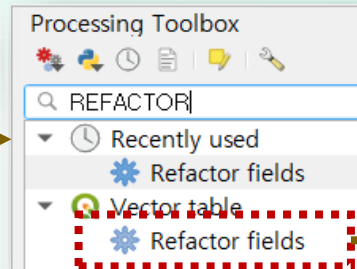 Processing Toolbox
REFACTOR
Recently used
Refactor fields
Vector table
Refactor fields